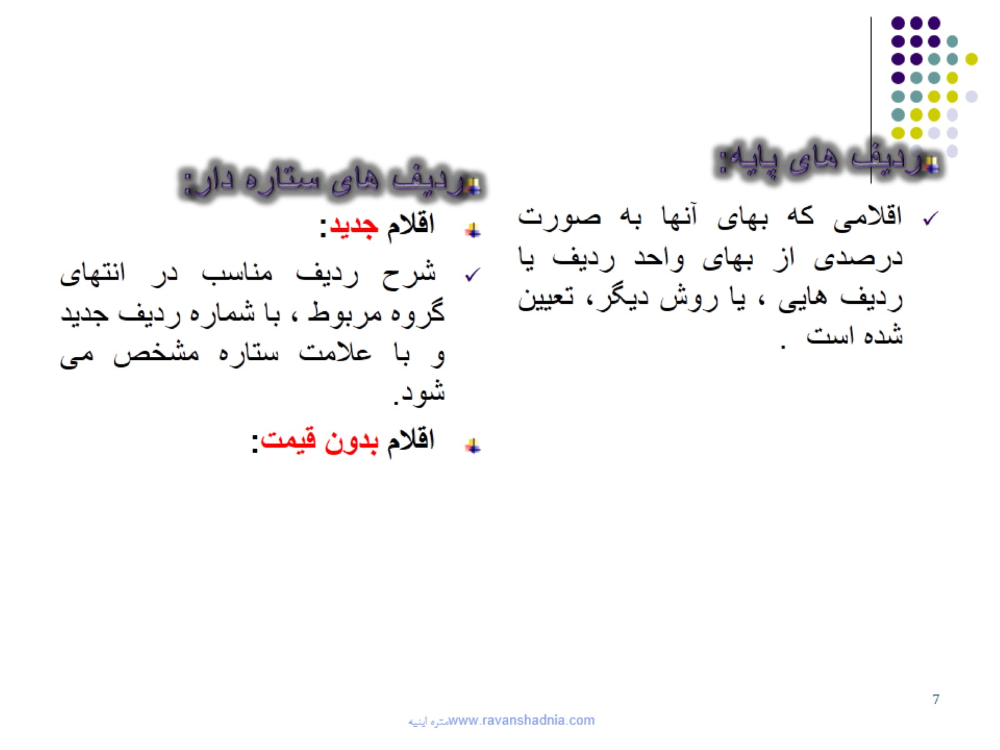 ردیف های پایه:
اقلامی که بهای آنها به صورت
درصدی از بهای واحد ردیف یا
ردیف هایی ، یا روش دیگر، تعیین
شده است .
ردیف های ستاره دار:
اقلام جدید:
شرح ردیف مناسب در انتهای
گروه مربوط ، با شماره ردیف جدید
و با علامت ستاره مشخص می
شود.
اقلام بدون قیمت:
7
متره ابنیه www.ravanshadnia.com